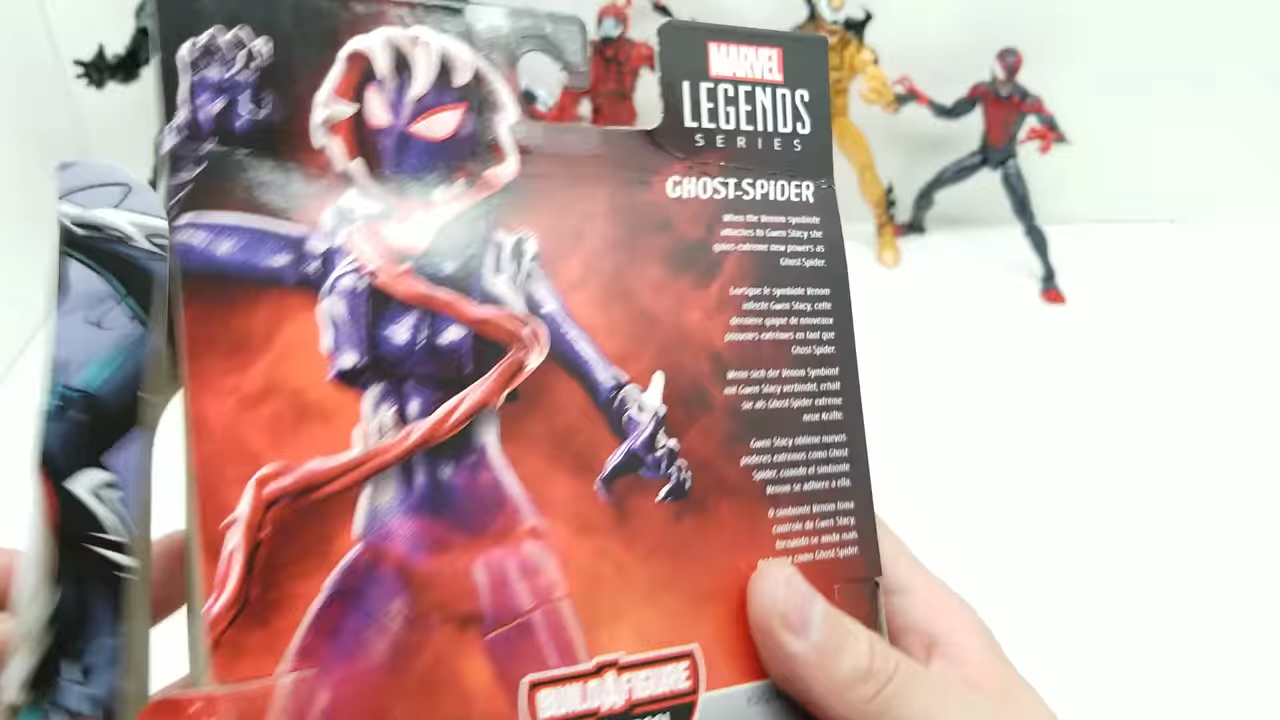 MARVEL
LEGENDS
SERIES
GHOST-SPIDER
When the Venom symbiote
attaches to Gwen Stacy she
gains extreme new powers as
Ghost-Spider.
Lorsque le symbiote Venom
infecte Gwen Stacy, cette
dernière gagne de nouveaux
pouvoirs extrêmes en tant que
Ghost-Spider.
Wenn sich der Venom Symbiont
mit Gwen Stacy verbindet, erhält
sie als Ghost Spider extreme
neue Kräfte.
Gwen Stacy obtiene nuevos
poderes extremos como Ghost
Spider, cuando el simbionte
Venom se adhiere a ella.
O simbionte Venom toma
controle da Gwen Stacy,
tornando-se ainda mais
como Ghost Spider.
BUILD A FIGURE